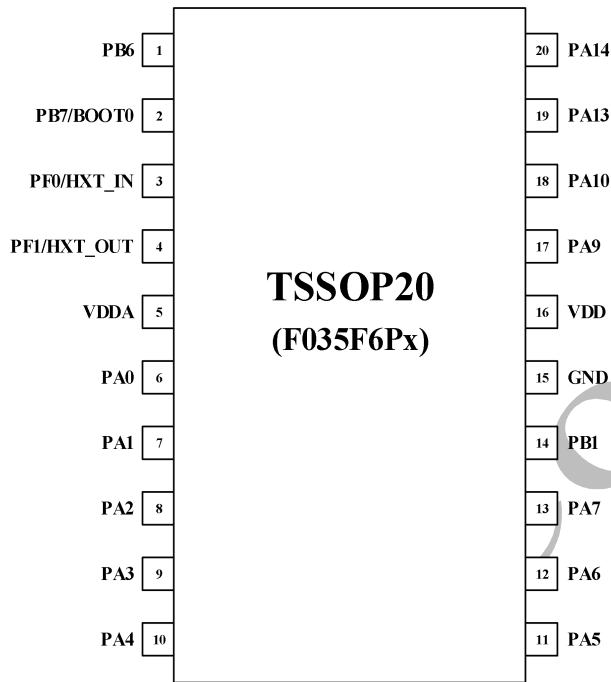 PB6 1 20 PA14
PB7/BOOT0 2 19 PA13
PF0/HXT_IN 3 18 PA10
PF1/HXT_OUT 4 17 PA9
TSSOP20
(F035F6Px)
VDDA 5 16 VDD
PA0 6 15 GND
PA1 7 14 PB1
PA2 8 13 PA7
PA3 9 12 PA6
PA4 10 11 PA5